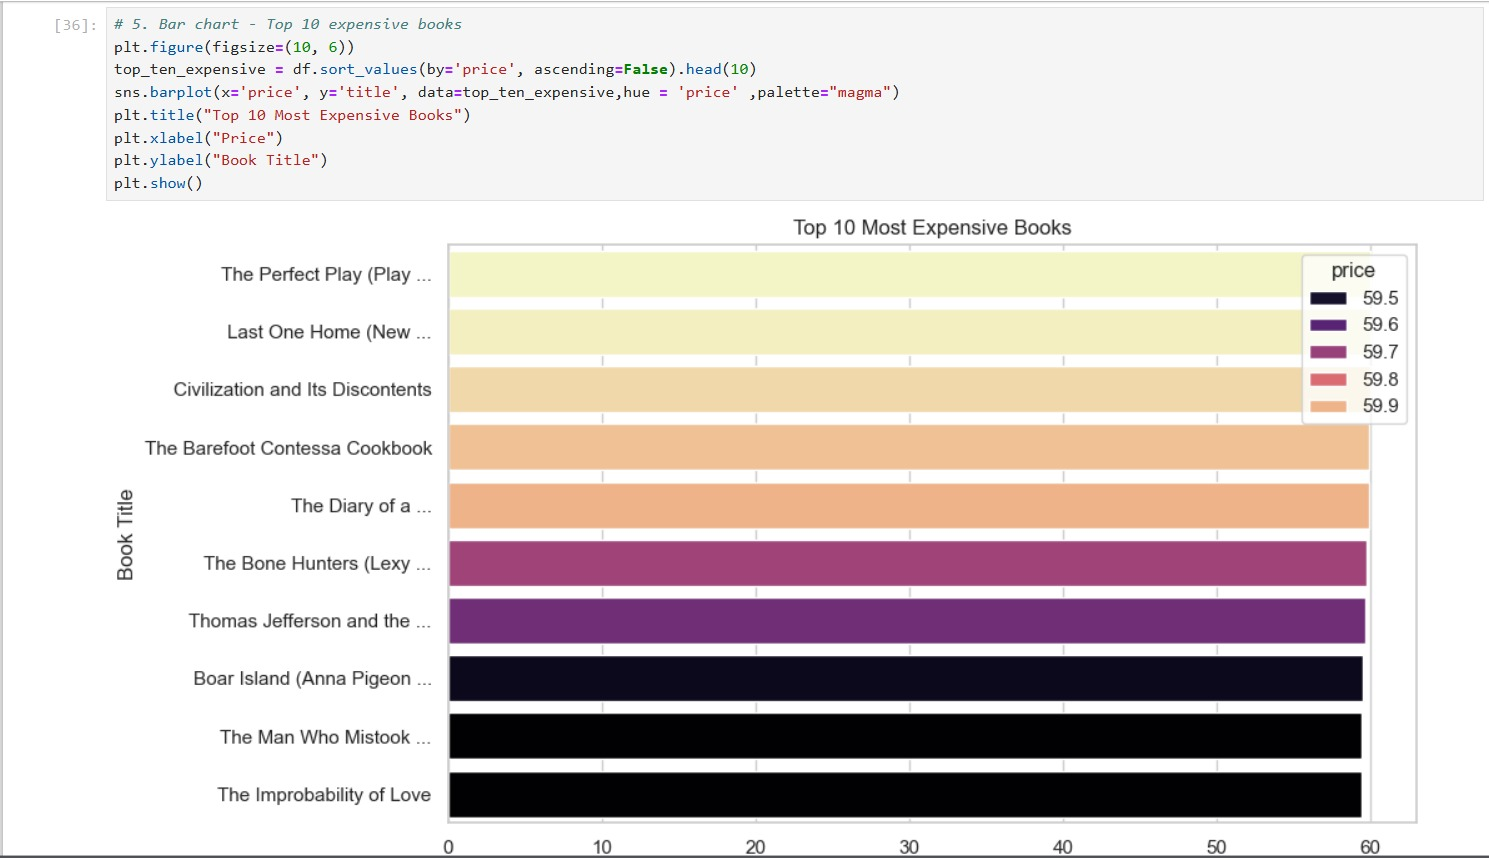 [36]:
# 5. Bar chart - Top 10 expensive books
plt.figure(figsize=(10, 6))
top_ten_expensive = df.sort_values(by='price', ascending=False).head(10)
sns.barplot(x='price', y='title', data=top_ten_expensive,hue = 'price' ,palette="magma")
plt.title("Top 10 Most Expensive Books")
plt.xlabel("Price")
plt.ylabel("Book Title")
plt.show()
Top 10 Most Expensive Books
The Perfect Play (Play ...
Last One Home (New ...
Civilization and Its Discontents
The Barefoot Contessa Cookbook
The Diary of a ...
The Bone Hunters (Lexy ...
Thomas Jefferson and the ...
Boar Island (Anna Pigeon ...
The Man Who Mistook ...
The Improbability of Love
Book Title
price
59.5
59.6
59.7
59.8
59.9
0 10 20 30 40 50 60